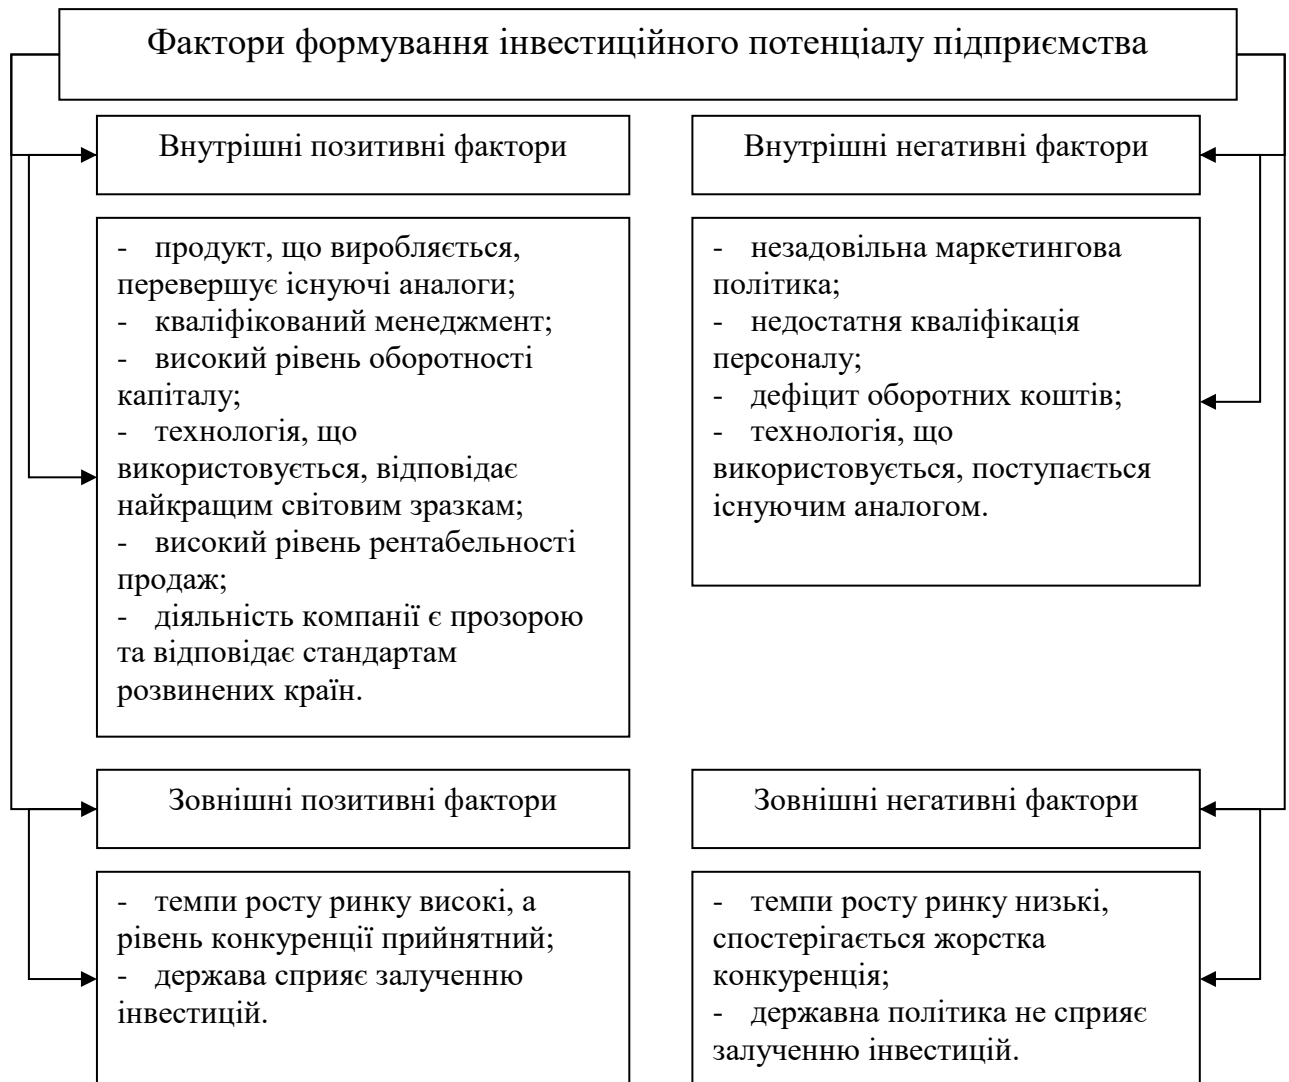 Фактори формування інвестиційного потенціалу підприємства
Внутрішні позитивні фактори
- продукт, що виробляється,
перевершує існуючі аналоги;
- кваліфікований менеджмент;
- високий рівень оборотності
капіталу;
- технологія, що
використовується, відповідає
найкращим світовим зразкам;
- високий рівень рентабельності
продаж;
- діяльність компанії є прозорою
та відповідає стандартам
розвинених країн.
Внутрішні негативні фактори
- незадовільна маркетингова
політика;
- недостатня кваліфікація
персоналу;
- дефіцит оборотних коштів;
- технологія, що
використовується, поступається
існуючим аналогом.
Зовнішні позитивні фактори
- темпи росту ринку високі, а
рівень конкуренції прийнятний;
- держава сприяє залученню
інвестицій.
Зовнішні негативні фактори
- темпи росту ринку низькі,
спостерігається жорстка
конкуренція;
- державна політика не сприяє
залученню інвестицій.